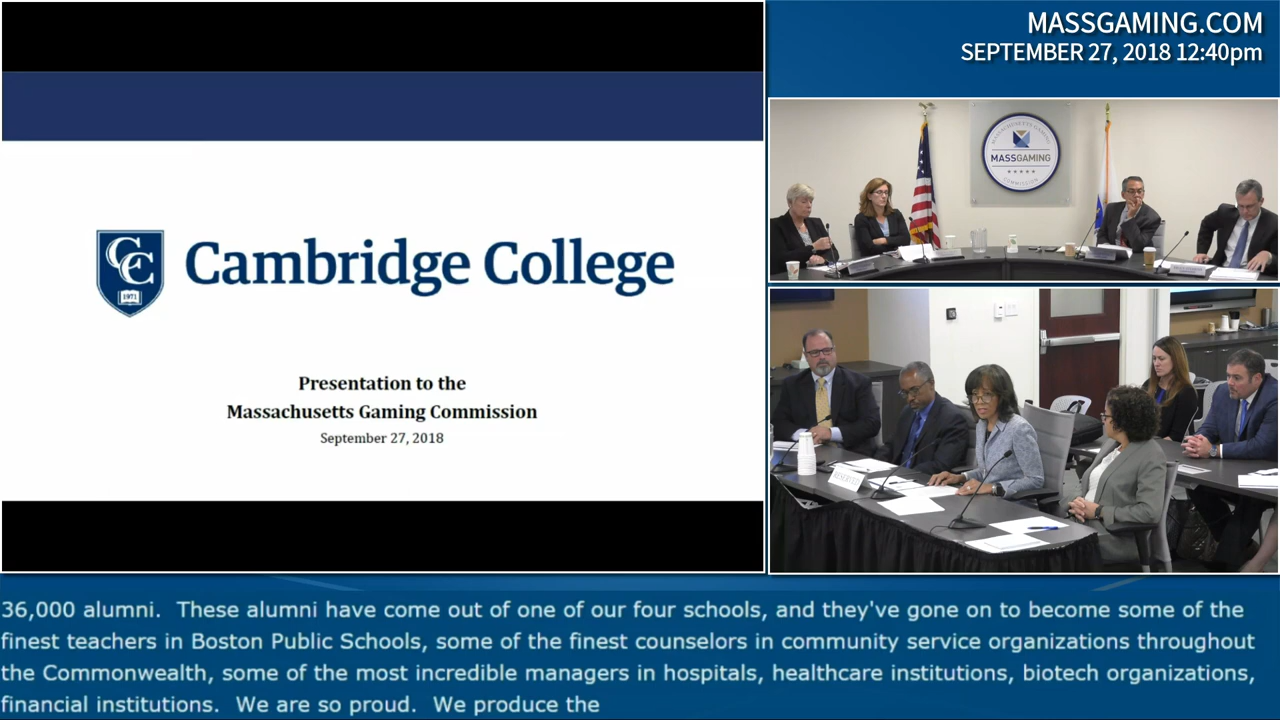 MASSGAMING.COM
SEPTEMBER 27, 2018 12:40pm
CC
1971
Cambridge College
Presentation to the
Massachusetts Gaming Commission
September 27, 2018
MASSACHUSETTS GAMING
MASSGAMING
COMMISSION
RESERVED
36,000 alumni.  These alumni have come out of one of our four schools, and they've gone on to become some of the
finest teachers in Boston Public Schools, some of the finest counselors in community service organizations throughout
the Commonwealth, some of the most incredible managers in hospitals, healthcare institutions, biotech organizations,
financial institutions.  We are so proud.  We produce the